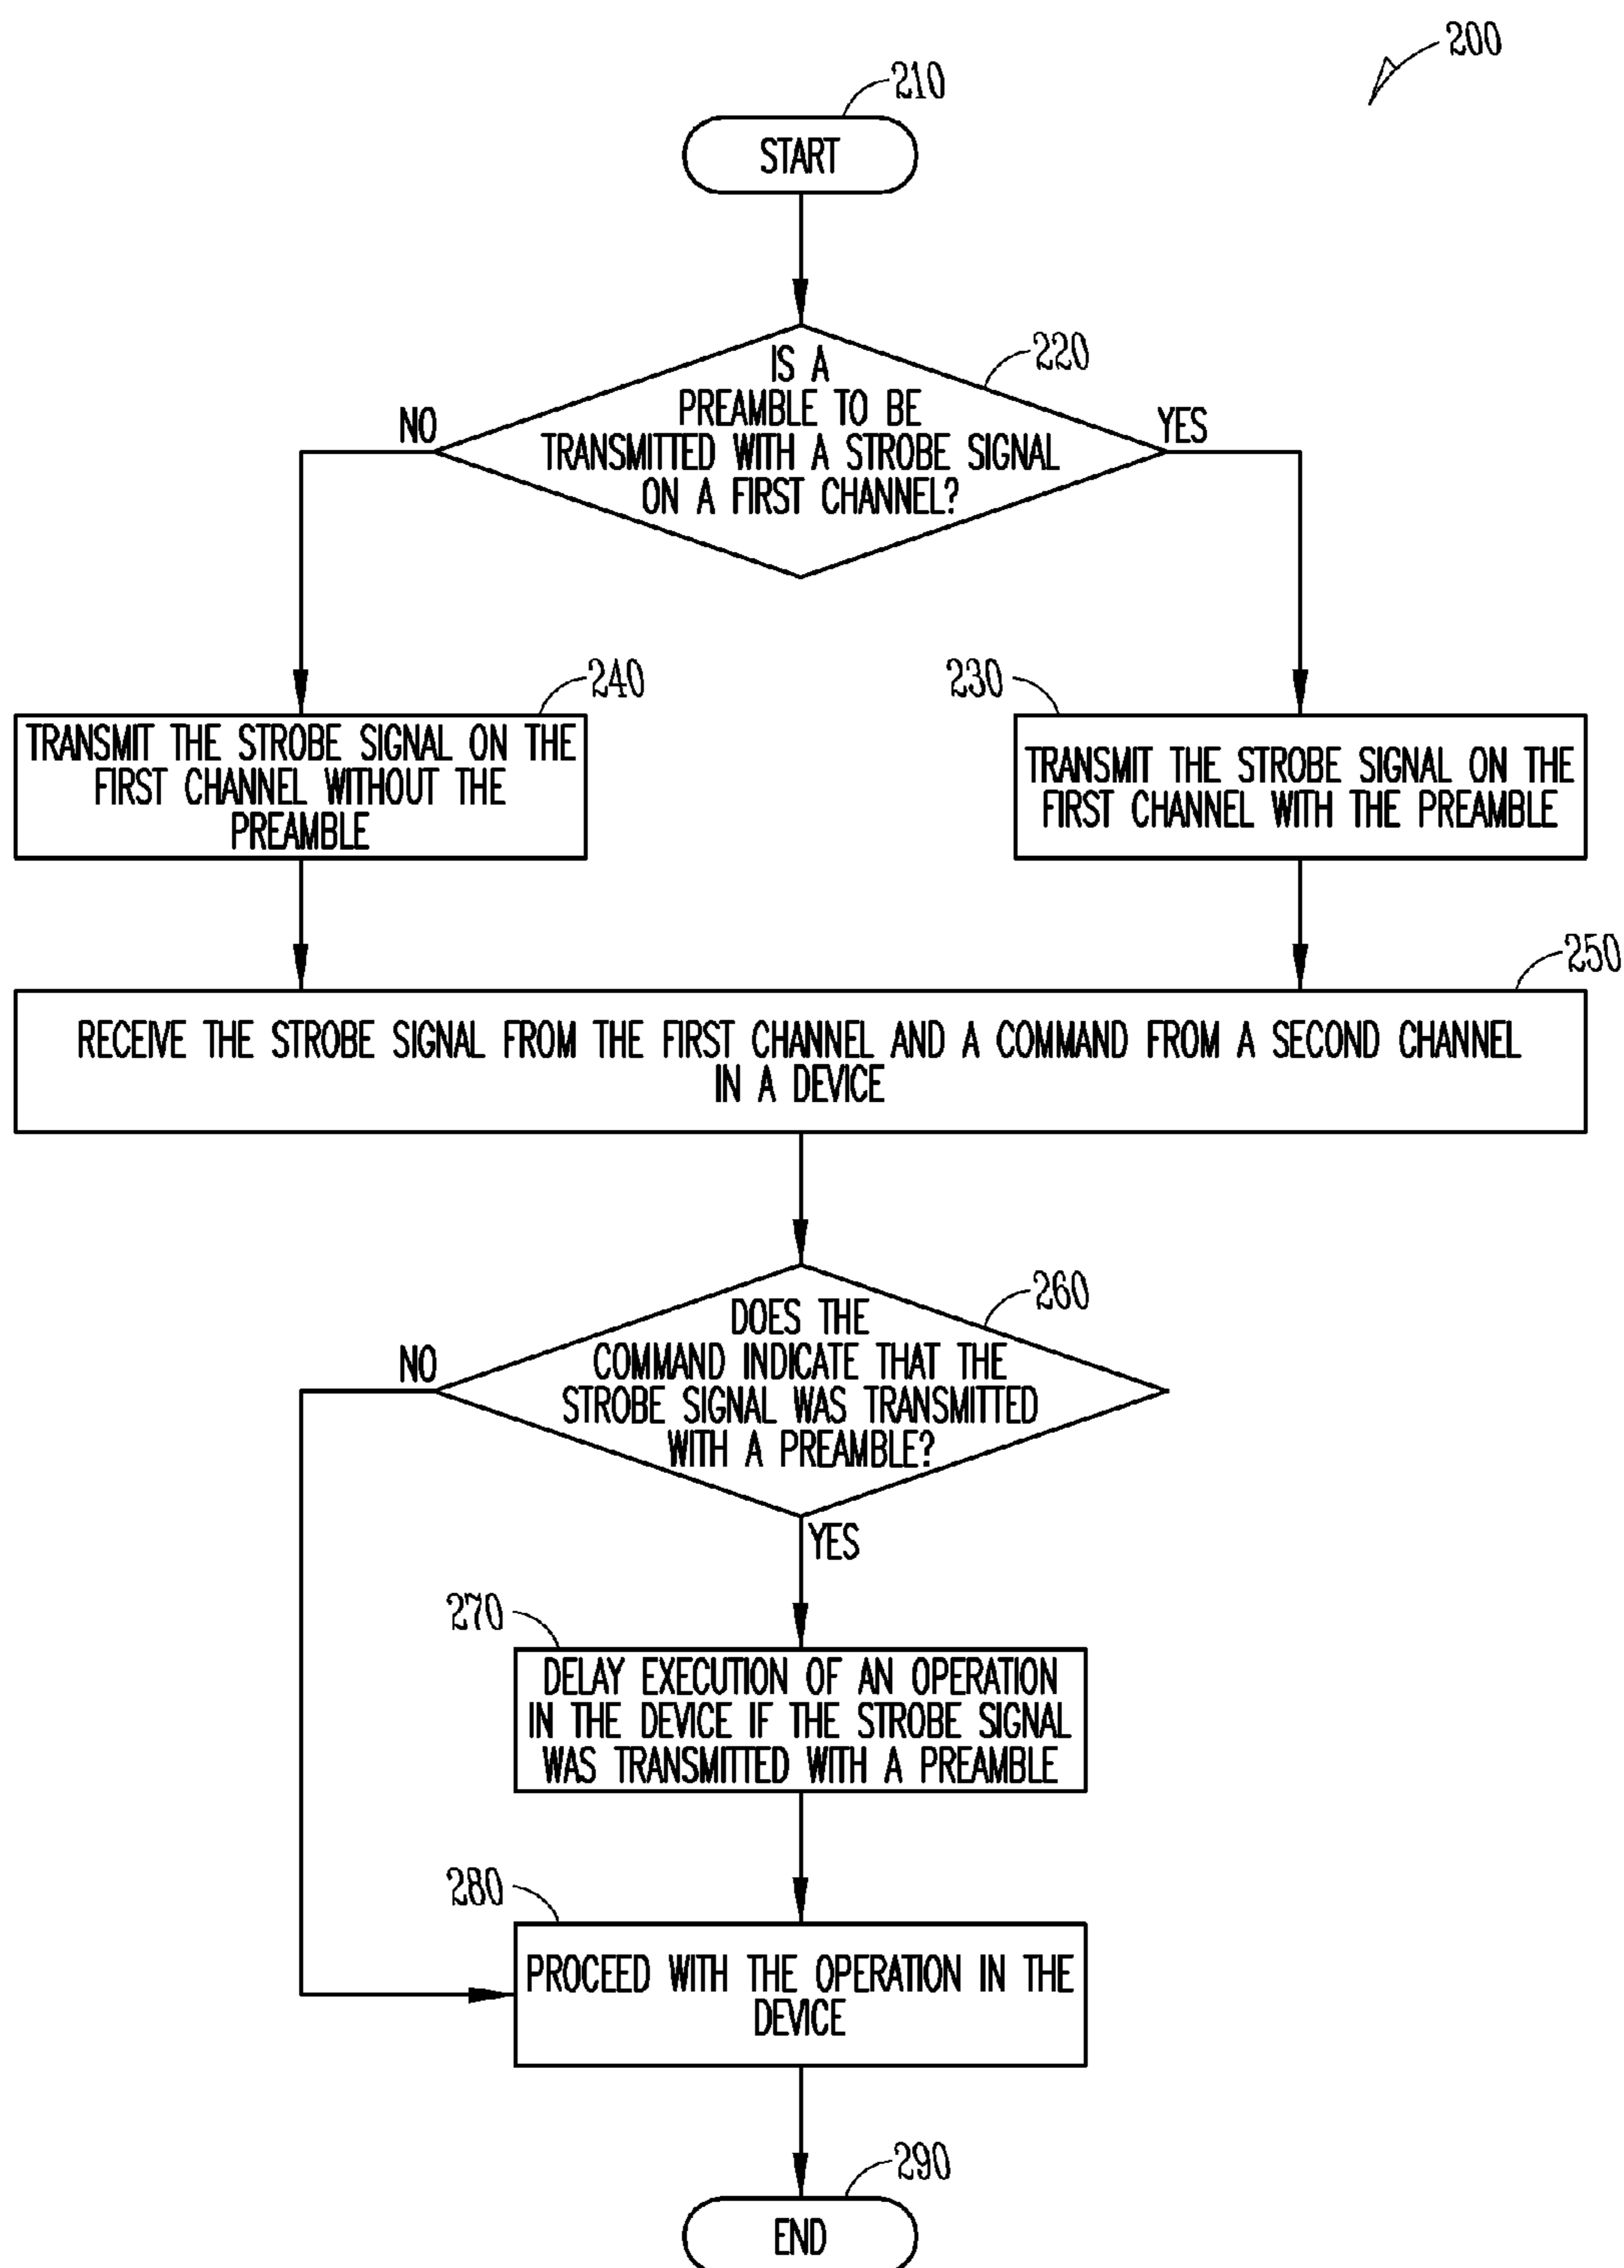 200
210
START
220
IS A
PREAMBLE TO BE
TRANSMITTED WITH A STROBE SIGNAL
ON A FIRST CHANNEL?
NO
YES
240
TRANSMIT THE STROBE SIGNAL ON THE
FIRST CHANNEL WITHOUT THE
PREAMBLE
230
TRANSMIT THE STROBE SIGNAL ON THE
FIRST CHANNEL WITH THE PREAMBLE
250
RECEIVE THE STROBE SIGNAL FROM THE FIRST CHANNEL AND A COMMAND FROM A SECOND CHANNEL
IN A DEVICE
260
DOES THE
COMMAND INDICATE THAT THE
STROBE SIGNAL WAS TRANSMITTED
WITH A PREAMBLE?
NO
YES
270
DELAY EXECUTION OF AN OPERATION
IN THE DEVICE IF THE STROBE SIGNAL
WAS TRANSMITTED WITH A PREAMBLE
280
PROCEED WITH THE OPERATION IN THE
DEVICE
290
END